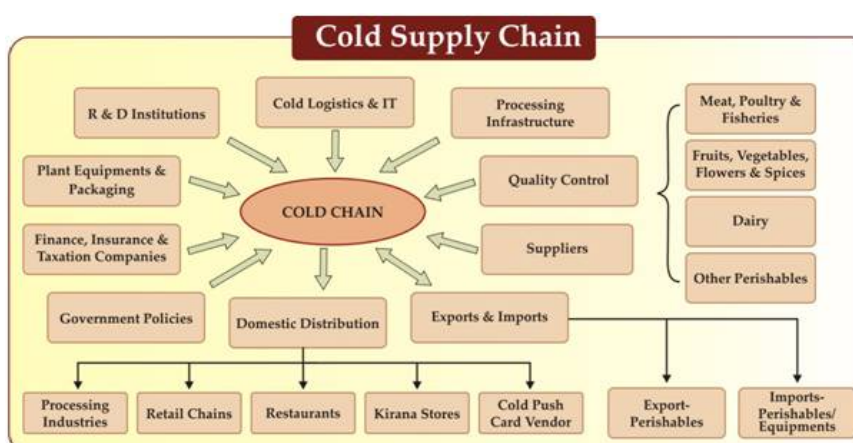 Cold Supply Chain
R & D Institutions
Cold Logistics & IT
Processing
Infrastructure
Meat, Poultry &
Fisheries
Plant Equipments &
Packaging
Quality Control
Fruits, Vegetables,
Flowers & Spices
COLD CHAIN
Finance, Insurance &
Taxation Companies
Suppliers
Dairy
Other Perishables
Government Policies
Domestic Distribution
Exports & Imports
Processing
Industries
Retail Chains
Restaurants
Kirana Stores
Cold Push
Card Vendor
Export-
Perishables
Imports-
Perishables/
Equipments